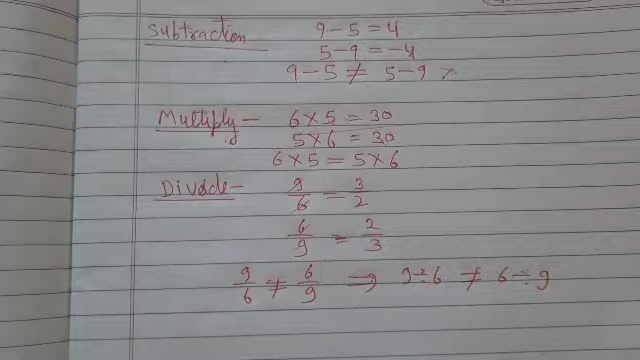 Subtraction 9 - 5 = 4
5 - 9 = -4
9 - 5 ≠ 5 - 9 ×
Multiply - 6 × 5 = 30
5 × 6 = 30
6 × 5 = 5 × 6
Divide - 9/6 = 3/2
6/9 = 2/3
9/6 ≠ 6/9 ⇒ 9 ÷ 6 ≠ 6 ÷ 9